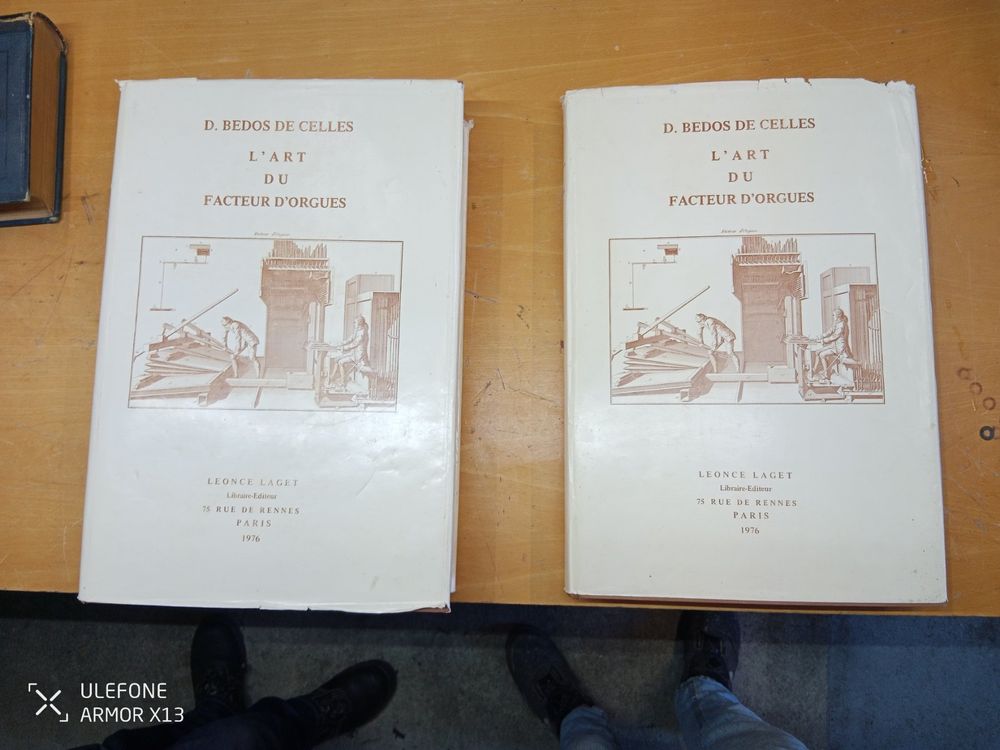 D. BEDOS DE CELLES
L'ART
DU
FACTEUR D'ORGUES
LEONCE LAGET
Libraire-Editeur
75 RUE DE RENNES
PARIS
1976
D. BEDOS DE CELLES
L'ART
DU
FACTEUR D'ORGUES
LEONCE LAGET
Libraire-Editeur
75 RUE DE RENNES
PARIS
1976
ULEFONE
ARMOR X13